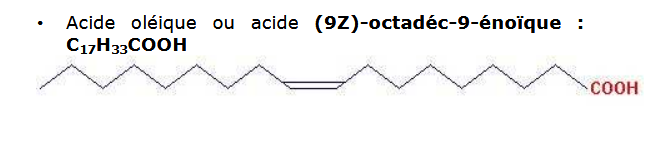 • Acide oléique ou acide (9Z)-octadéc-9-énoïque :
C₁₇H₃₃COOH
COOH